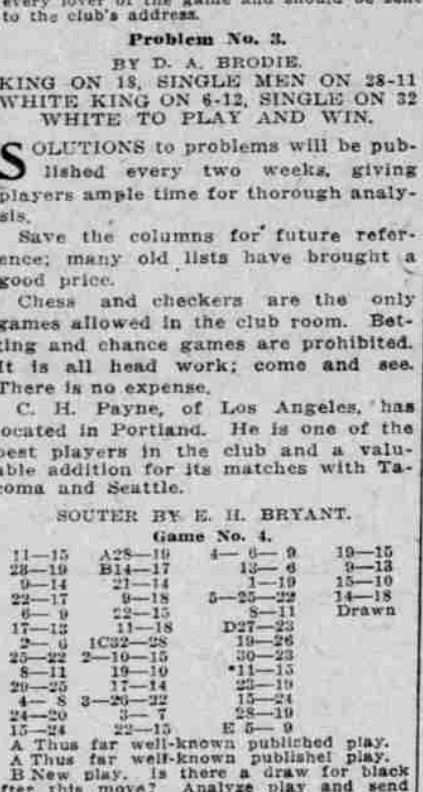 every lover of the game and should be sent
to the club's address.
Problem No. 3.
BY D. A. BRODIE.
KING ON 18, SINGLE MEN ON 28-11
WHITE KING ON 6-12, SINGLE ON 32
WHITE TO PLAY AND WIN.
SOLUTIONS to problems will be pub-
lished every two weeks, giving
players ample time for thorough analy-
sis.
Save the columns for future refer-
ence; many old lists have brought a
good price.
Chess and checkers are the only
games allowed in the club room. Bet-
ting and chance games are prohibited.
It is all head work; come and see.
There is no expense.
C. H. Payne, of Los Angeles, has
located in Portland. He is one of the
best players in the club and a valu-
able addition for its matches with Ta-
coma and Seattle.
SOUTER BY E. H. BRYANT.
Game No. 4.
11—15 A28—19 4— 6— 9 19—15
23—19 B14—17 13— 6 9—13
9—14 21—14 1—19 15—10
22—17 9—18 5—25—22 14—18
6— 9 22—15 8—11 Drawn
17—13 11—18 D27—23
2— 6 1C32—28 19—26
25—22 2—10—15 30—23
8—11 19—10 *11—15
29—25 17—14 23—19
4— 8 3—26—22 15—24
24—20 3— 7 28—19
15—24 22—15 E 5— 9
A Thus far well-known published play.
A Thus far well-known publishel play.
B New play. Is there a draw for black
after this move? Analyze play and send